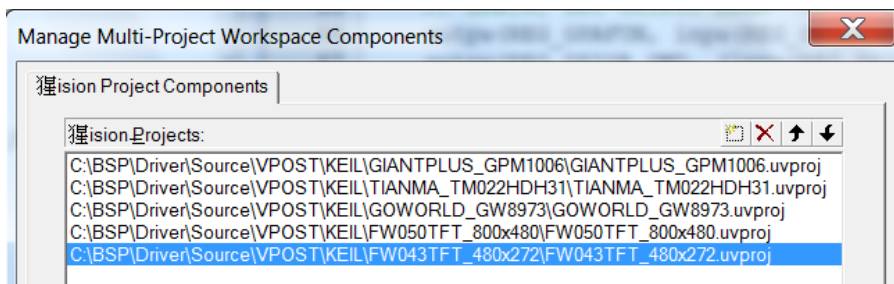 Manage Multi-Project Workspace Components
猩ision Project Components
猩ision Projects:
C:\BSP\Driver\Source\VPOST\KEIL\GIANTPLUS_GPM1006\GIANTPLUS_GPM1006.uvproj
C:\BSP\Driver\Source\VPOST\KEIL\TIANMA_TM022HDH31\TIANMA_TM022HDH31.uvproj
C:\BSP\Driver\Source\VPOST\KEIL\GOWORLD_GW8973\GOWORLD_GW8973.uvproj
C:\BSP\Driver\Source\VPOST\KEIL\FW050TFT_800x480\FW050TFT_800x480.uvproj
C:\BSP\Driver\Source\VPOST\KEIL\FW043TFT_480x272\FW043TFT_480x272.uvproj